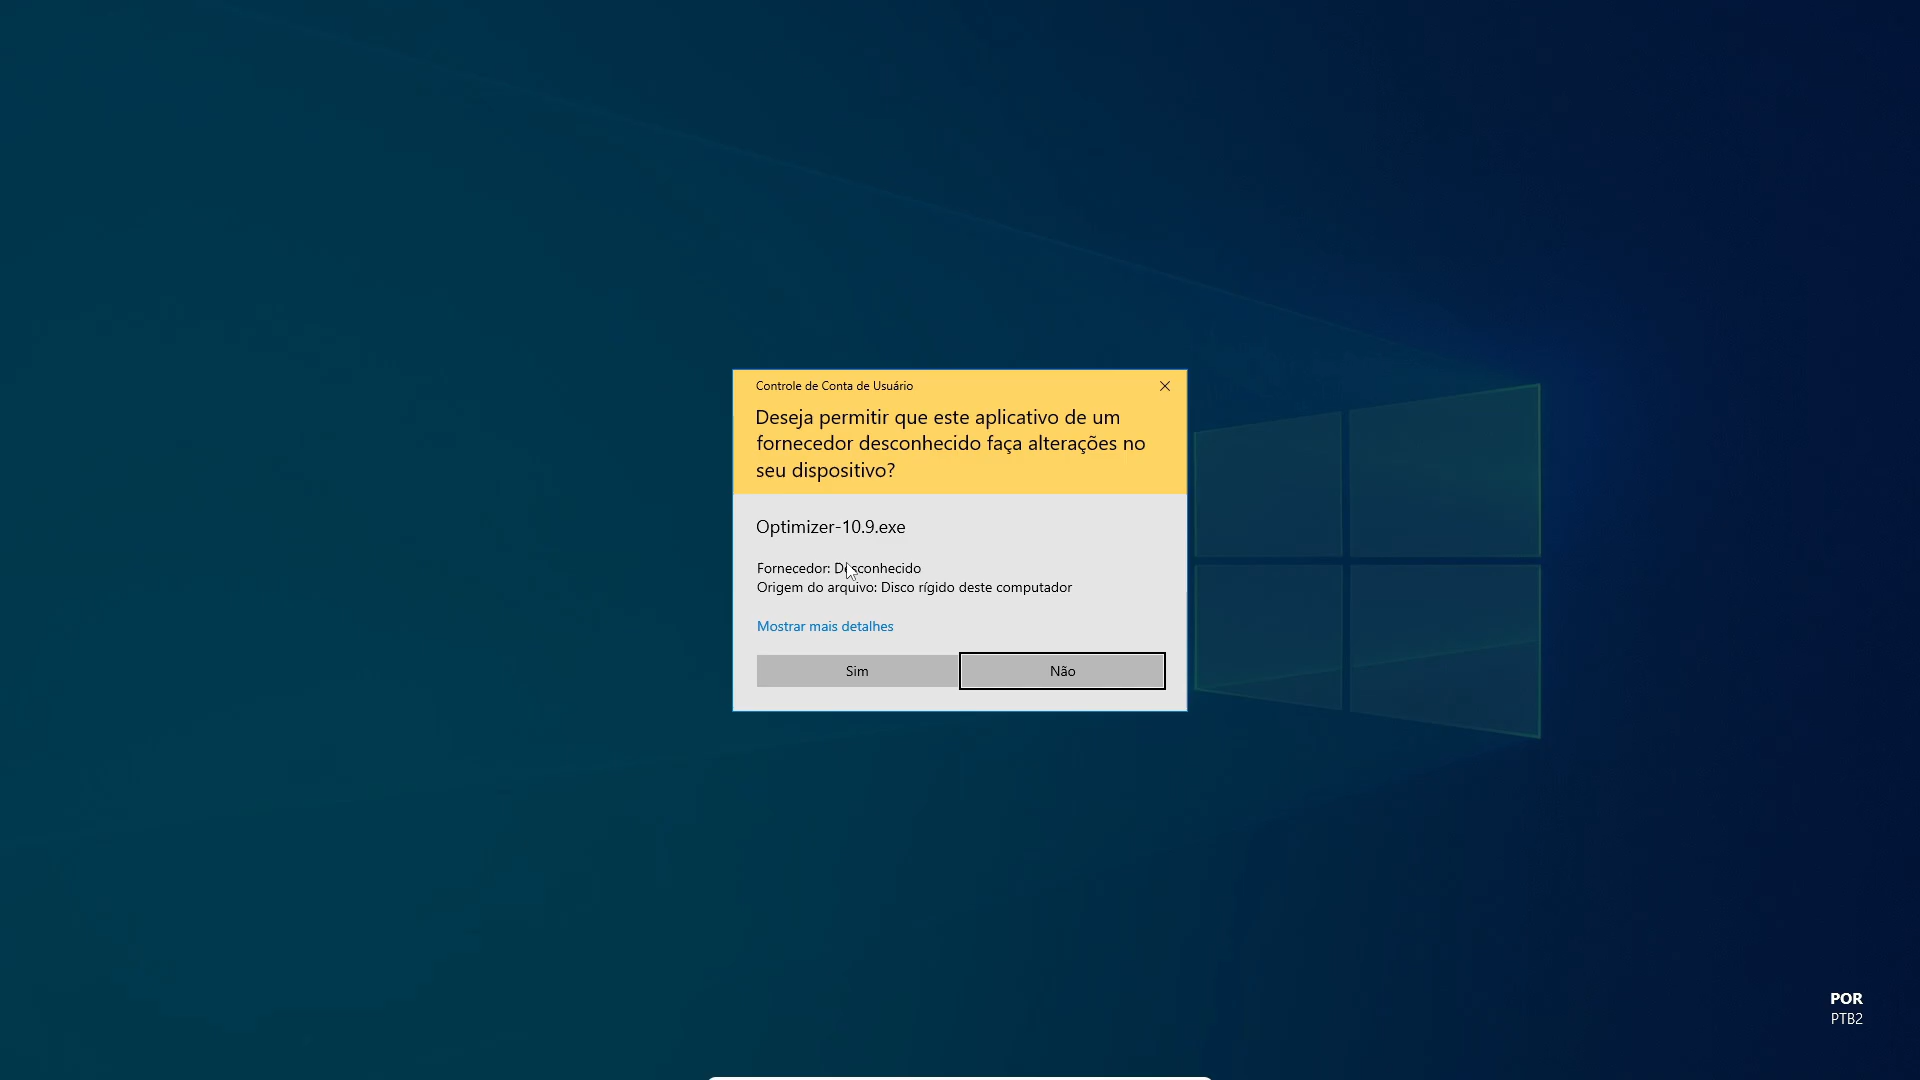 Controle de Conta de Usuário
Deseja permitir que este aplicativo de um
fornecedor desconhecido faça alterações no
seu dispositivo?
Optimizer-10.9.exe
Fornecedor: Desconhecido
Origem do arquivo: Disco rígido deste computador
Mostrar mais detalhes
Sim
Não
POR
PTB2